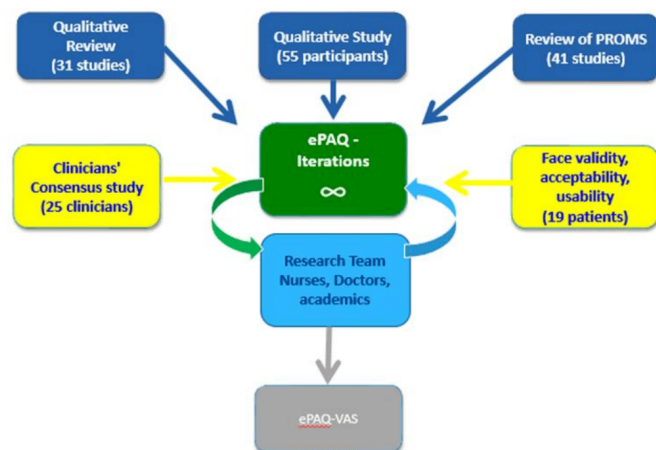 Qualitative
Review
(31 studies)
Qualitative Study
(55 participants)
Review of PROMS
(41 studies)
ePAQ -
Iterations
∞
Clinicians'
Consensus study
(25 clinicians)
Face validity,
acceptability,
usability
(19 patients)
Research Team
Nurses, Doctors,
academics
ePAQ-VAS